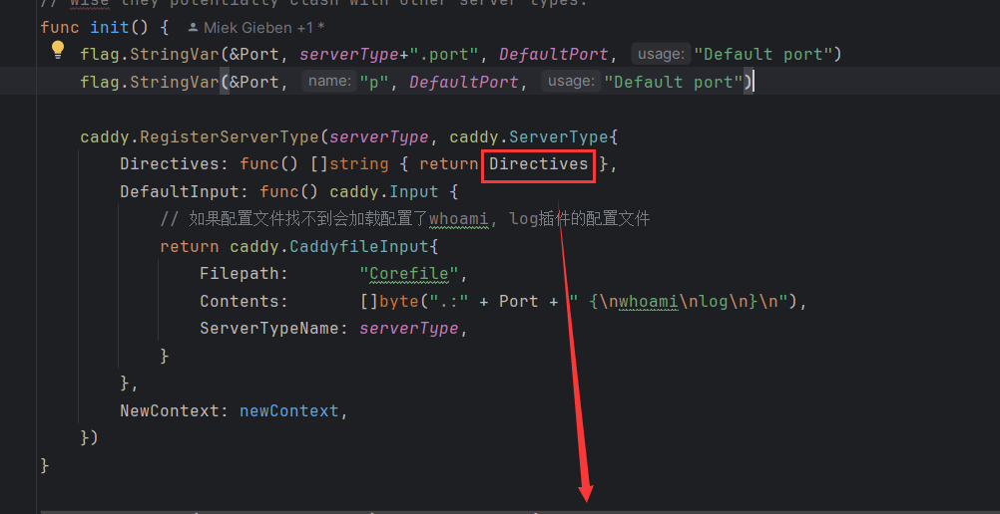 // wise they potentially clash with other server types.
func init() { Miek Gieben +1 *
flag.StringVar(&Port, serverType+".port", DefaultPort, usage: "Default port")
flag.StringVar(&Port, name: "p", DefaultPort, usage: "Default port")
caddy.RegisterServerType(serverType, caddy.ServerType{
Directives: func() []string { return Directives },
DefaultInput: func() caddy.Input {
// 如果配置文件找不到会加载配置了whoami, log插件的配置文件
return caddy.CaddyfileInput{
Filepath: "Corefile",
Contents: []byte(".:" + Port + " {\nwhoami\nlog\n}\n"),
ServerTypeName: serverType,
}
},
NewContext: newContext,
})
}